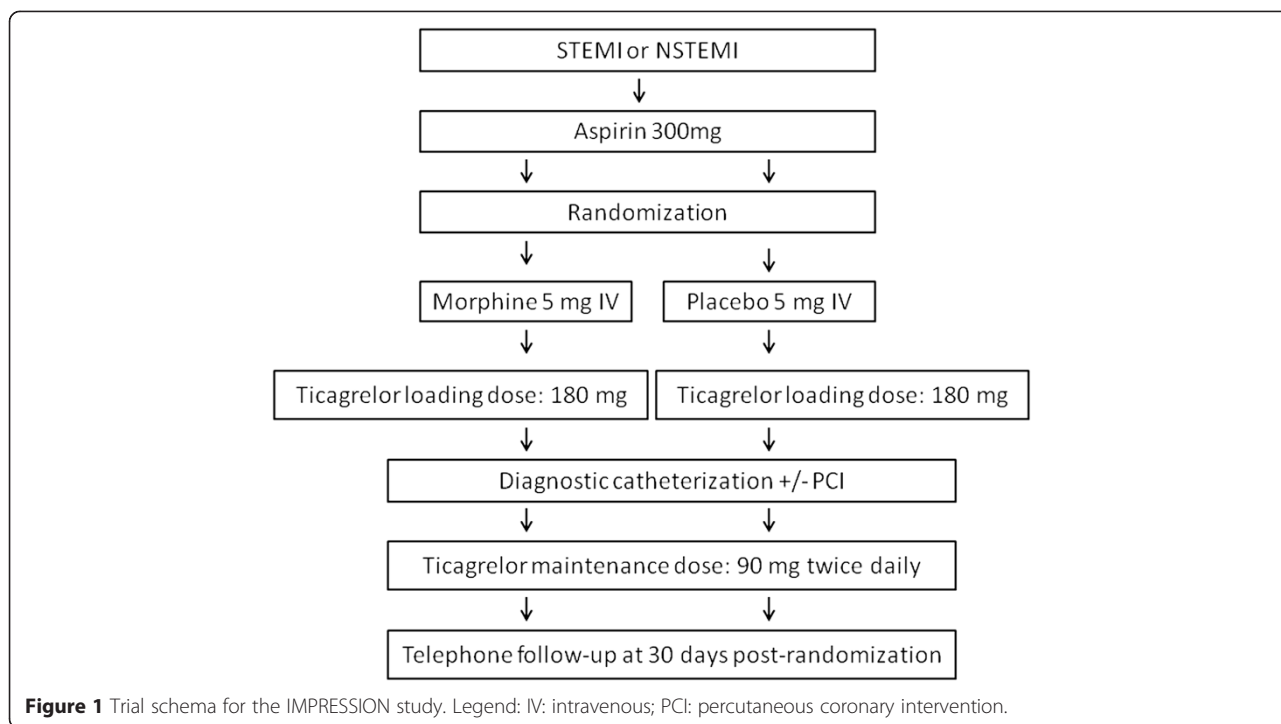 STEMI or NSTEMI
Aspirin 300mg
Randomization
Morphine 5 mg IV
Placebo 5 mg IV
Ticagrelor loading dose: 180 mg
Ticagrelor loading dose: 180 mg
Diagnostic catheterization +/- PCI
Ticagrelor maintenance dose: 90 mg twice daily
Telephone follow-up at 30 days post-randomization
Figure 1 Trial schema for the IMPRESSION study. Legend: IV: intravenous; PCI: percutaneous coronary intervention.